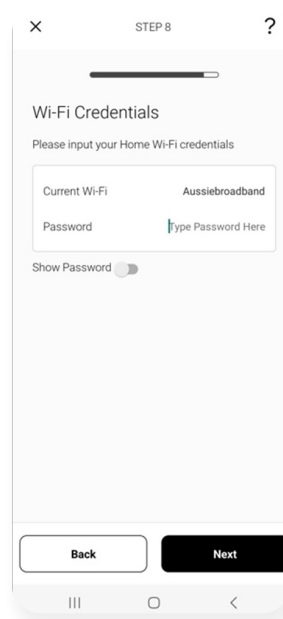 STEP 8
?
Wi-Fi Credentials
Please input your Home Wi-Fi credentials
Current Wi-Fi Aussiebroadband
Password Type Password Here
Show Password
Back Next